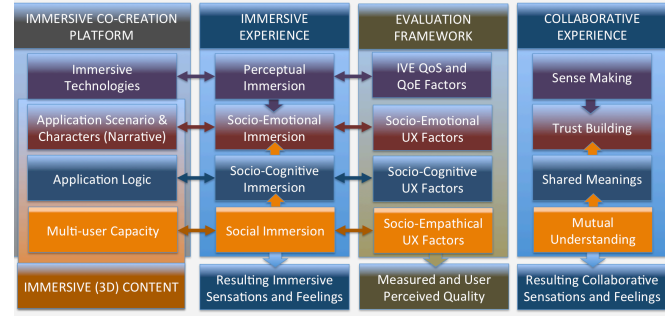 IMMERSIVE CO-CREATION
PLATFORM
Immersive
Technologies
Application Scenario &
Characters (Narrative)
Application Logic
Multi-user Capacity
IMMERSIVE (3D) CONTENT
IMMERSIVE
EXPERIENCE
Perceptual
Immersion
Socio-Emotional
Immersion
Socio-Cognitive
Immersion
Social Immersion
Resulting Immersive
Sensations and Feelings
EVALUATION
FRAMEWORK
IVE QoS and
QoE Factors
Socio-Emotional
UX Factors
Socio-Cognitive
UX Factors
Socio-Empathical
UX Factors
Measured and User
Perceived Quality
COLLABORATIVE
EXPERIENCE
Sense Making
Trust Building
Shared Meanings
Mutual
Understanding
Resulting Collaborative
Sensations and Feelings